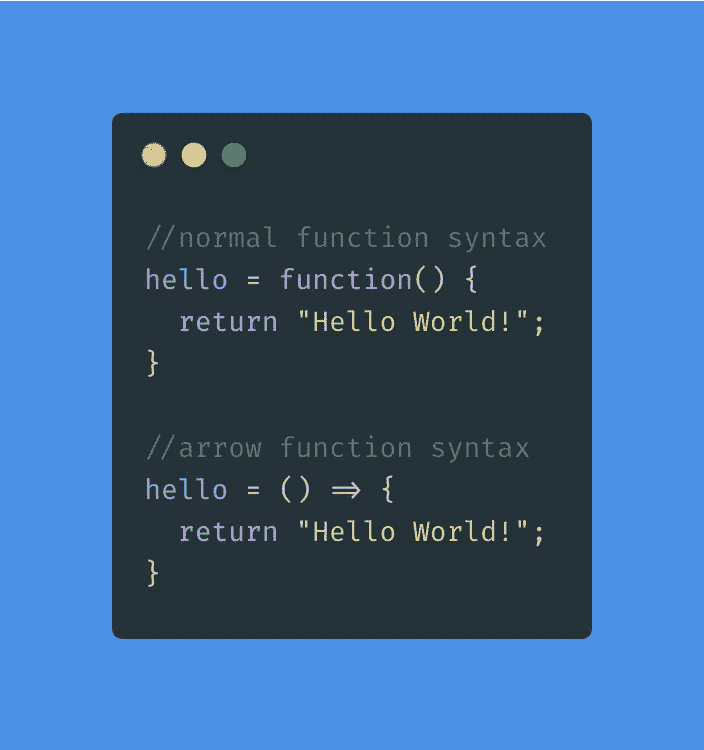 //normal function syntax
hello = function() {
  return "Hello World!";
}

//arrow function syntax
hello = () => {
  return "Hello World!";
}